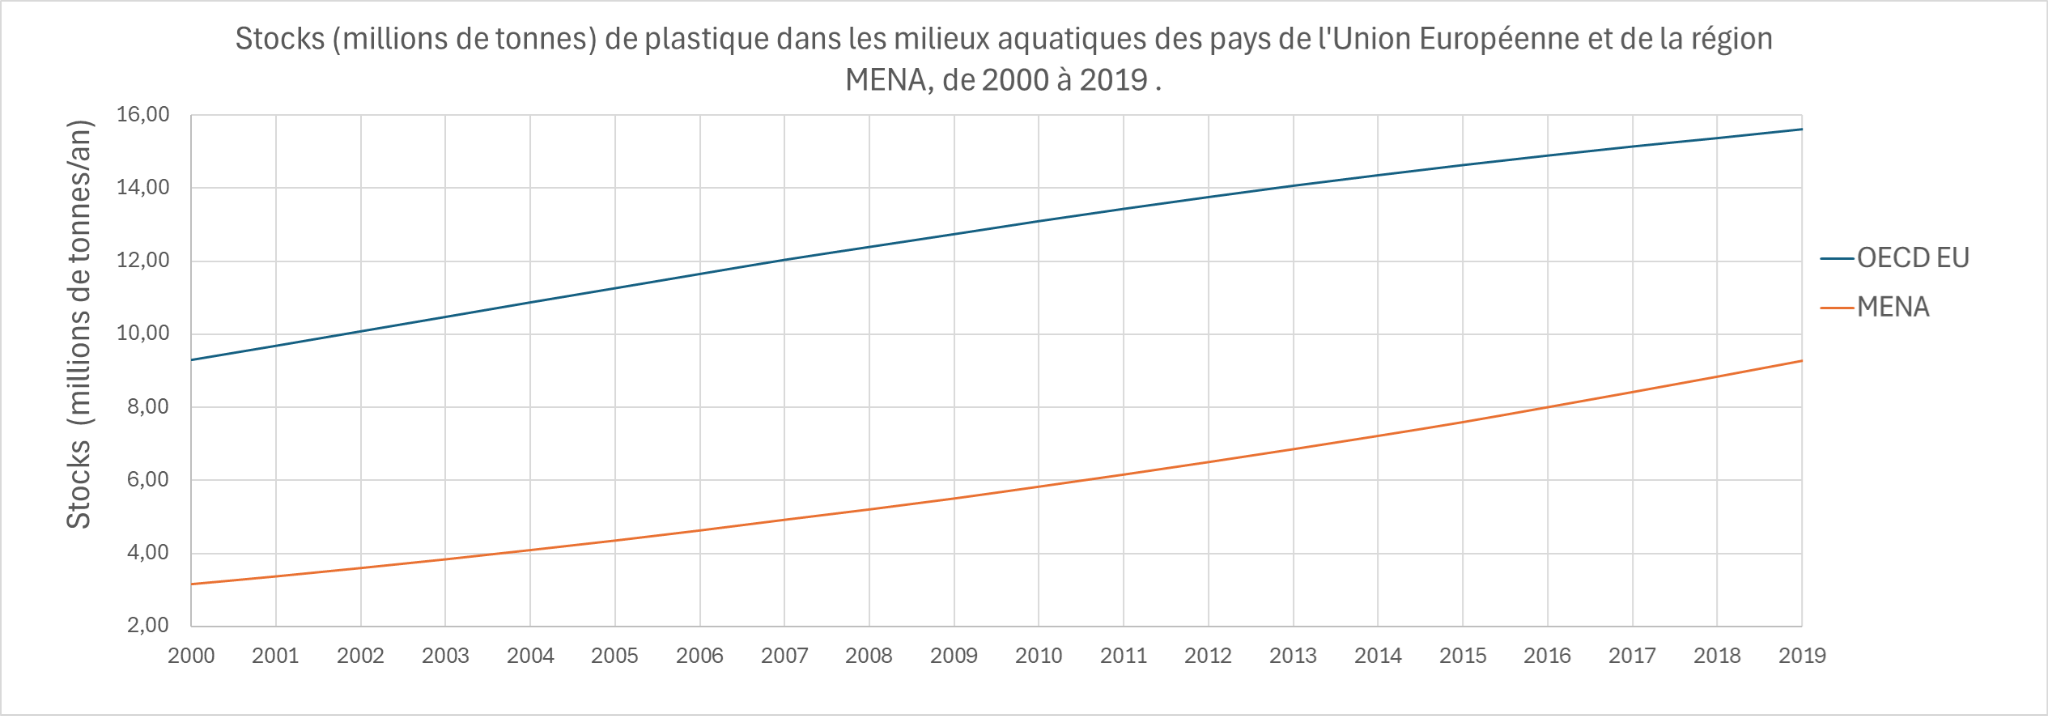 Stocks (millions de tonnes) de plastique dans les milieux aquatiques des pays de l'Union Européenne et de la région
MENA, de 2000 à 2019 .
Stocks (millions de tonnes/an)
16,00
14,00
12,00
10,00
8,00
6,00
4,00
2,00
2000 2001 2002 2003 2004 2005 2006 2007 2008 2009 2010 2011 2012 2013 2014 2015 2016 2017 2018 2019
OECD EU
MENA